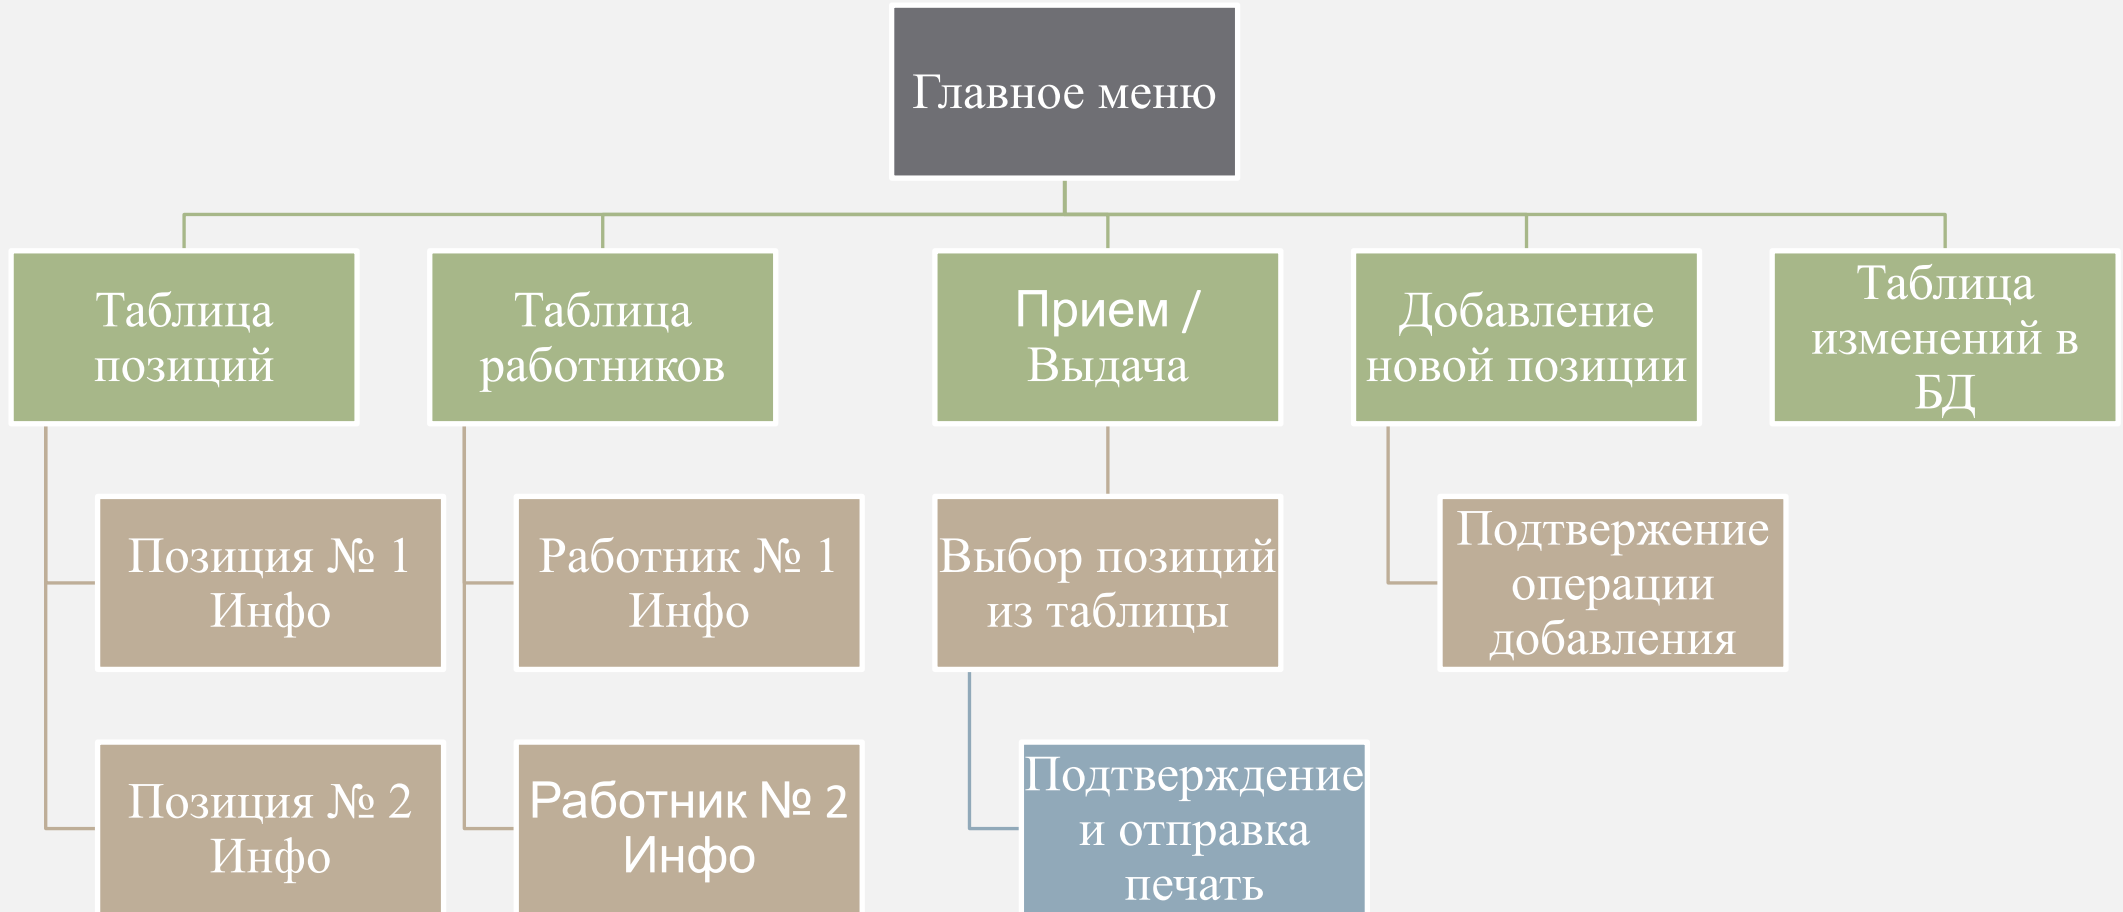 Главное меню
Таблица
позиций
Таблица
работников
Прием /
Выдача
Добавление
новой позиции
Таблица
изменений в
БД
Позиция № 1
Инфо
Работник № 1
Инфо
Выбор позиций
из таблицы
Подтвержение
операции
добавления
Позиция № 2
Инфо
Работник № 2
Инфо
Подтверждение
и отправка
печать